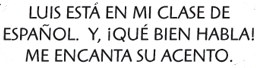 LUIS ESTÁ EN MI CLASE DE
ESPAÑOL. Y, ¡QUÉ BIEN HABLA!
ME ENCANTA SU ACENTO.